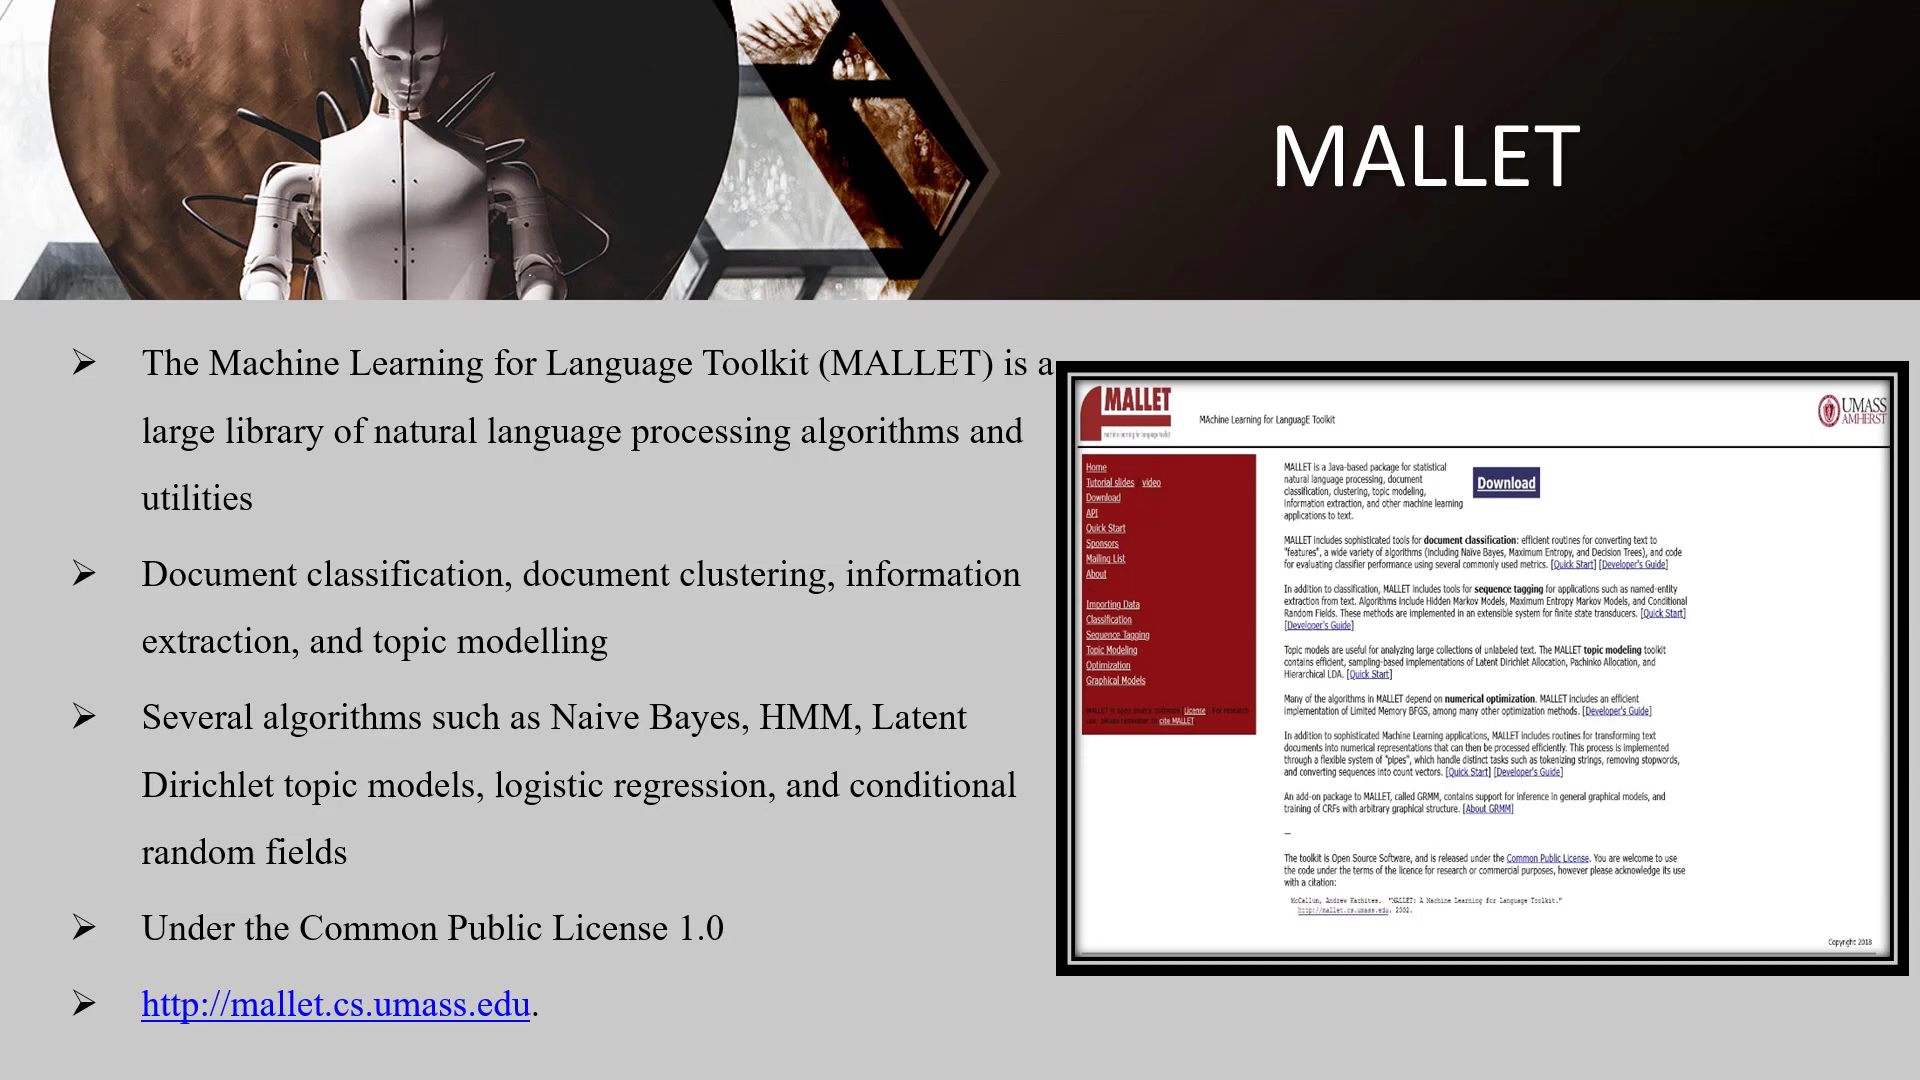 MALLET
The Machine Learning for Language Toolkit (MALLET) is a
large library of natural language processing algorithms and
utilities
Document classification, document clustering, information
extraction, and topic modelling
Several algorithms such as Naive Bayes, HMM, Latent
Dirichlet topic models, logistic regression, and conditional
random fields
Under the Common Public License 1.0
http://mallet.cs.umass.edu.
MALLET
machine learning for language toolkit
MAchine Learning for LanguagE Toolkit
UMASS
AMHERST
Home
Tutorial slides video
Download
API
Quick Start
Sponsors
Mailing List
About
Importing Data
Classification
Sequence Tagging
Topic Modeling
Optimization
Graphical Models
MALLET is open source software License. For research
use, please remember to cite MALLET
MALLET is a Java-based package for statistical
natural language processing, document
classification, clustering, topic modeling,
information extraction, and other machine learning
applications to text.
Download
MALLET includes sophisticated tools for document classification: efficient routines for converting text to
"features", a wide variety of algorithms (including Naïve Bayes, Maximum Entropy, and Decision Trees), and code
for evaluating classifier performance using several commonly used metrics. [Quick Start] [Developer's Guide]
In addition to classification, MALLET includes tools for sequence tagging for applications such as named-entity
extraction from text. Algorithms include Hidden Markov Models, Maximum Entropy Markov Models, and Conditional
Random Fields. These methods are implemented in an extensible system for finite state transducers. [Quick Start]
[Developer's Guide]
Topic models are useful for analyzing large collections of unlabeled text. The MALLET topic modeling toolkit
contains efficient, sampling-based implementations of Latent Dirichlet Allocation, Pachinko Allocation, and
Hierarchical LDA. [Quick Start]
Many of the algorithms in MALLET depend on numerical optimization. MALLET includes an efficient
implementation of Limited Memory BFGS, among many other optimization methods. [Developer's Guide]
In addition to sophisticated Machine Learning applications, MALLET includes routines for transforming text
documents into numerical representations that can then be processed efficiently. This process is implemented
through a flexible system of "pipes", which handle distinct tasks such as tokenizing strings, removing stopwords,
and converting sequences into count vectors. [Quick Start] [Developer's Guide]
An add-on package to MALLET, called GRMM, contains support for inference in general graphical models, and
training of CRFs with arbitrary graphical structure. [About GRMM]
The toolkit is Open Source Software, and is released under the Common Public License. You are welcome to use
the code under the terms of the licence for research or commercial purposes, however please acknowledge its use
with a citation:
McCallum, Andrew Kachites. "MALLET: A Machine Learning for Language Toolkit."
http://mallet.cs.umass.edu. 2002.
Copyright 2018